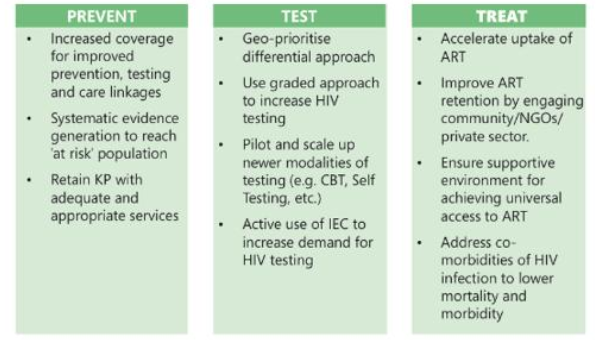 PREVENT
• Increased coverage
for improved
prevention, testing
and care linkages
• Systematic evidence
generation to reach
'at risk' population
• Retain KP with
adequate and
appropriate services
TEST
• Geo-prioritise
differential approach
• Use graded approach
to increase HIV
testing
• Pilot and scale up
newer modalities of
testing (e.g. CBT, Self
Testing, etc.)
• Active use of IEC to
increase demand for
HIV testing
TREAT
• Accelerate uptake of
ART
• Improve ART
retention by engaging
community/NGOs/
private sector.
• Ensure supportive
environment for
achieving universal
access to ART
• Address co-
morbidities of HIV
infection to lower
mortality and
morbidity